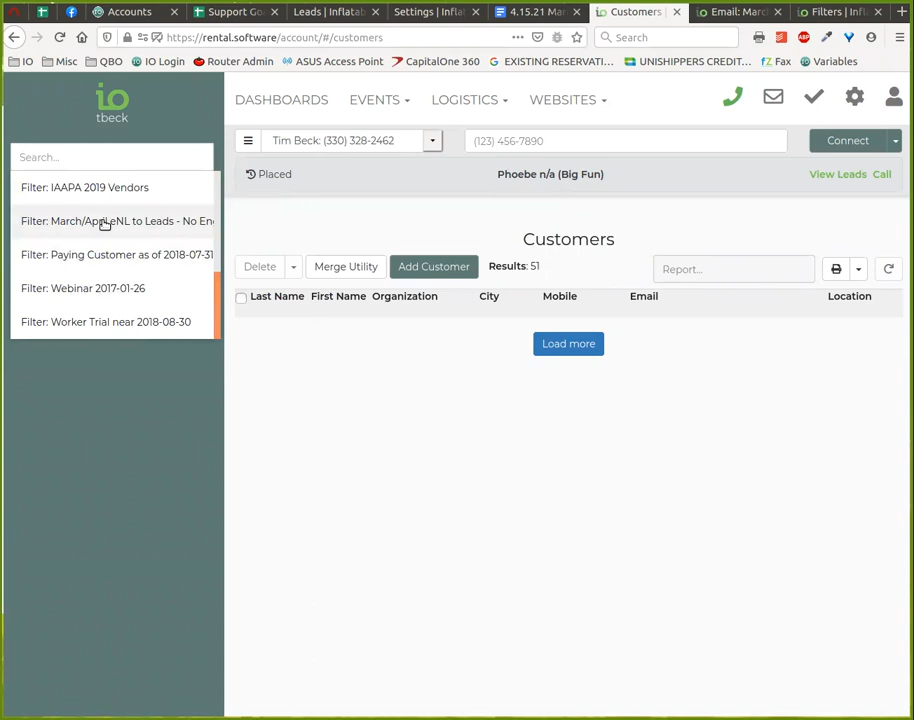 Accounts
Support Go
Leads | Inflatab
Settings | Inflat
4.15.21 Mar
Customers
Email: Marc
Filters | Infl
https://rental.software/account/#/customers
Search
IO
Misc
QBO
IO Login
Router Admin
ASUS Access Point
CapitalOne 360
EXISTING RESERVATI...
UNISHIPPERS CREDIT...
Fax
Variables
io
tbeck
DASHBOARDS
EVENTS
LOGISTICS
WEBSITES
Search...
Tim Beck: (330) 328-2462
(123) 456-7890
Connect
Placed
Phoebe n/a (Big Fun)
View Leads
Call
Filter: IAAPA 2019 Vendors
Filter: March/Apr eNL to Leads - No En
Filter: Paying Customer as of 2018-07-31
Filter: Webinar 2017-01-26
Filter: Worker Trial near 2018-08-30
Customers
Delete
Merge Utility
Add Customer
Results: 51
Report...
Last Name
First Name
Organization
City
Mobile
Email
Location
Load more